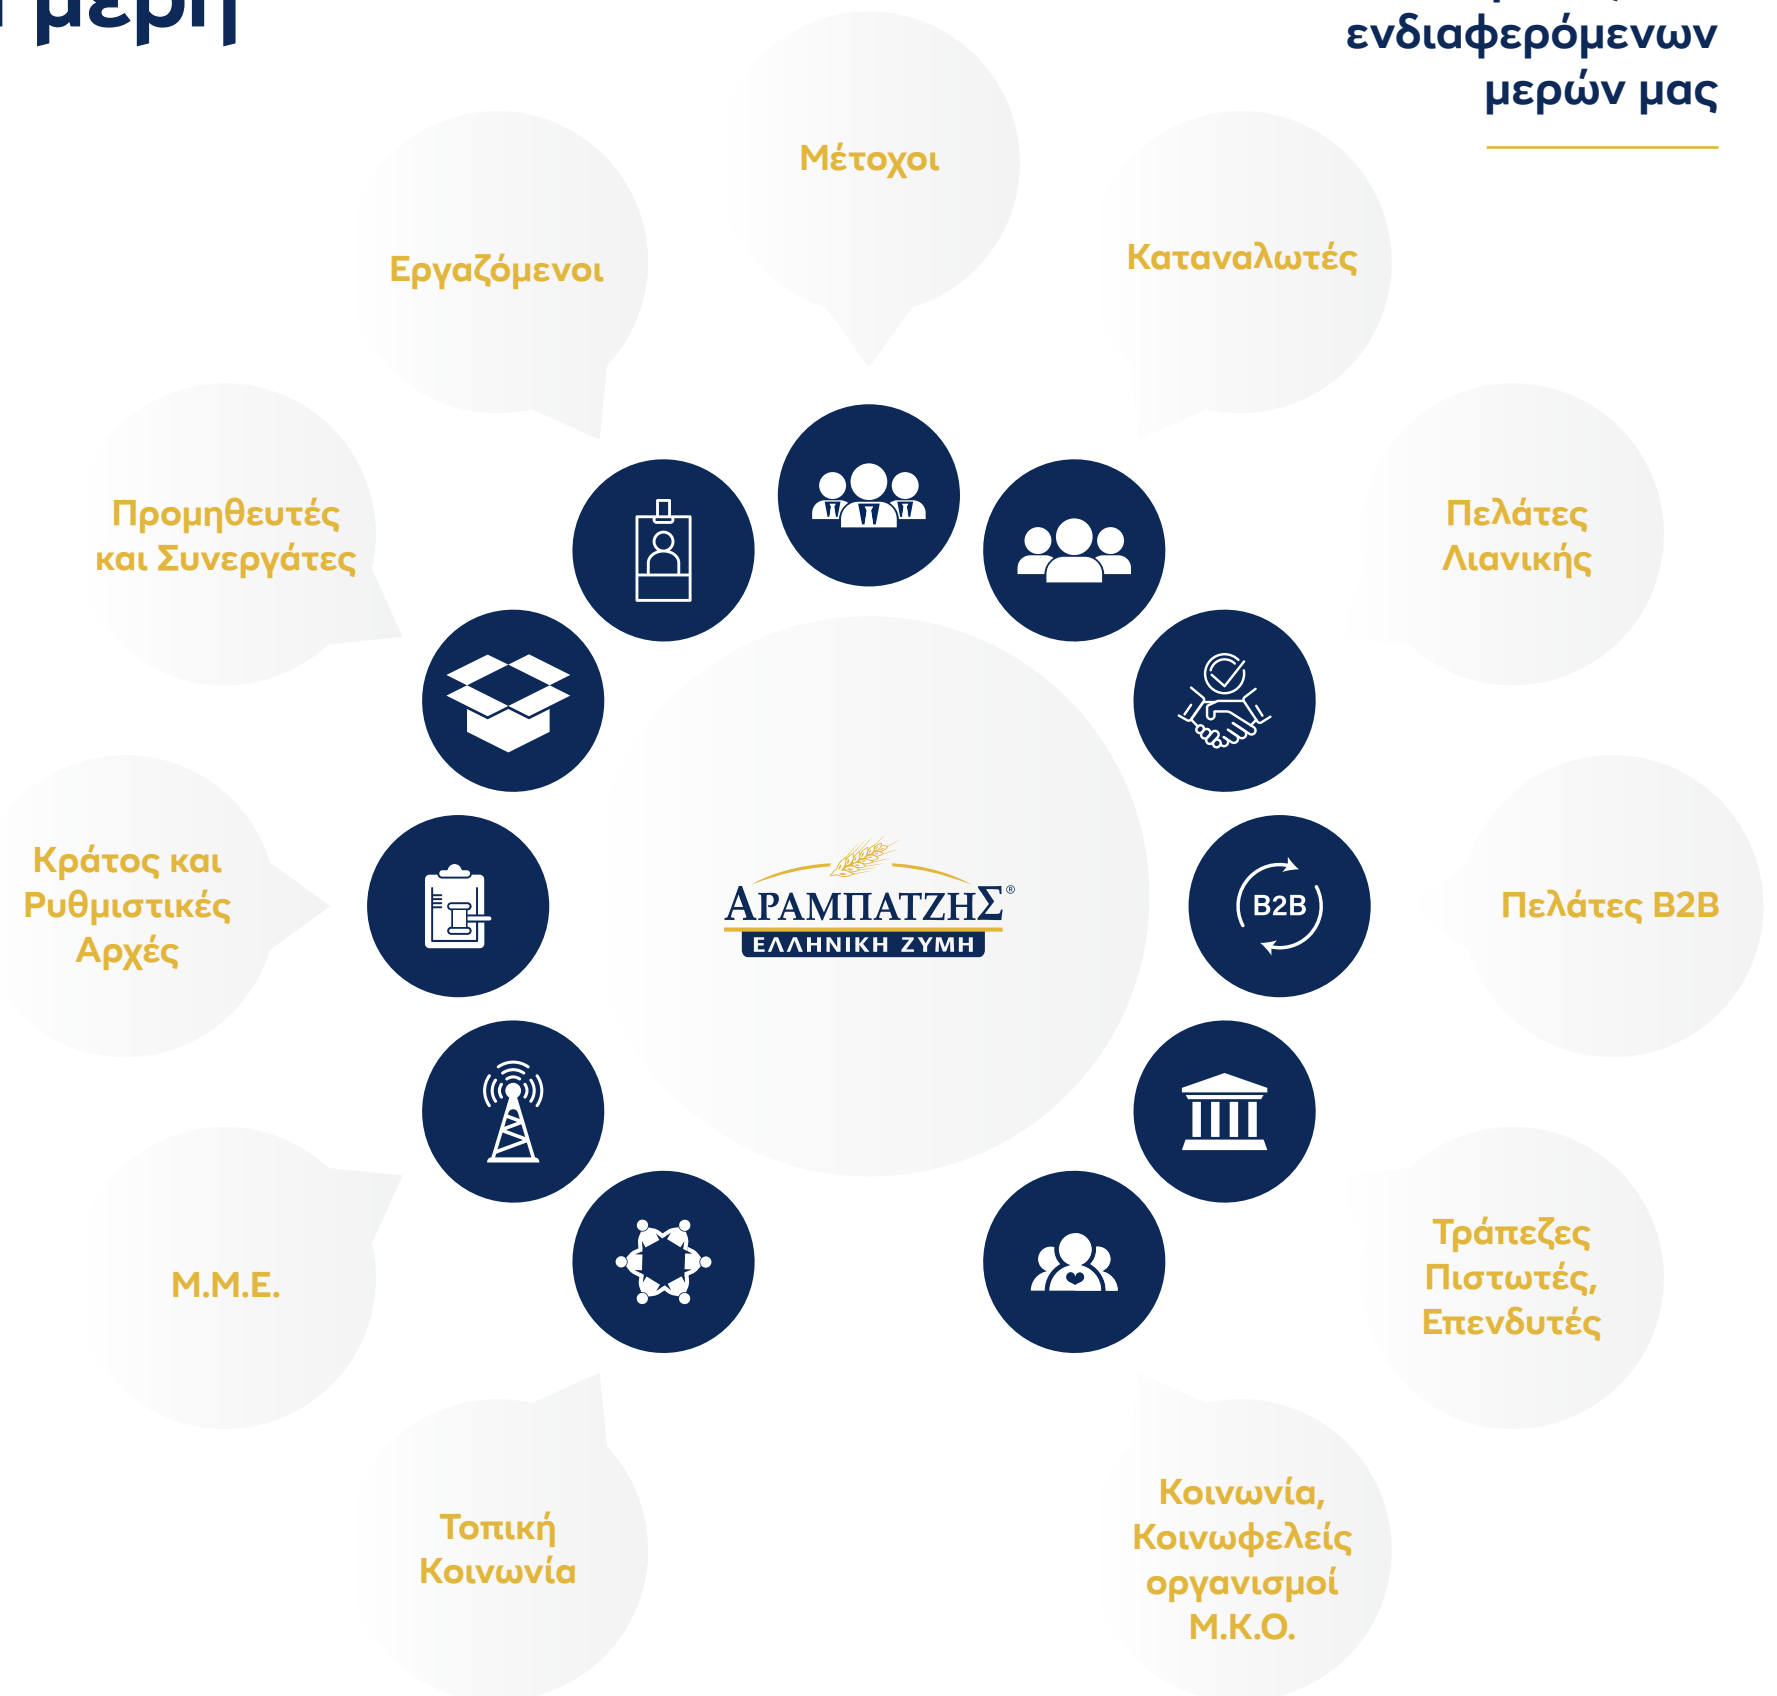 μέρη
ενδιαφερόμενων
μερών μας
Μέτοχοι
Εργαζόμενοι
Καταναλωτές
Προμηθευτές
και Συνεργάτες
Πελάτες
Λιανικής
Κράτος και
Ρυθμιστικές
Αρχές
ΑΡΑΜΠΑΤΖΗΣ®
ΕΛΛΗΝΙΚΗ ΖΥΜΗ
B2B
Πελάτες B2B
Μ.Μ.Ε.
Τράπεζες
Πιστωτές,
Επενδυτές
Τοπική
Κοινωνία
Κοινωνία,
Κοινωφελείς
οργανισμοί
Μ.Κ.Ο.